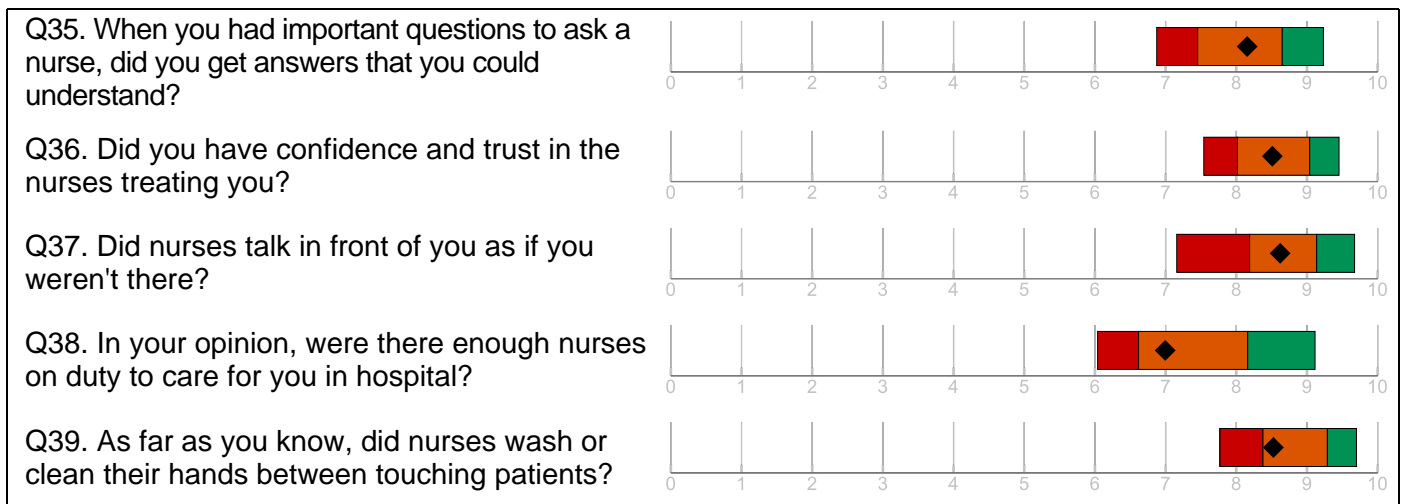 Q35. When you had important questions to ask a
nurse, did you get answers that you could
understand?
0 1 2 3 4 5 6 7 8 9 10
Q36. Did you have confidence and trust in the
nurses treating you?
0 1 2 3 4 5 6 7 8 9 10
Q37. Did nurses talk in front of you as if you
weren't there?
0 1 2 3 4 5 6 7 8 9 10
Q38. In your opinion, were there enough nurses
on duty to care for you in hospital?
0 1 2 3 4 5 6 7 8 9 10
Q39. As far as you know, did nurses wash or
clean their hands between touching patients?
0 1 2 3 4 5 6 7 8 9 10